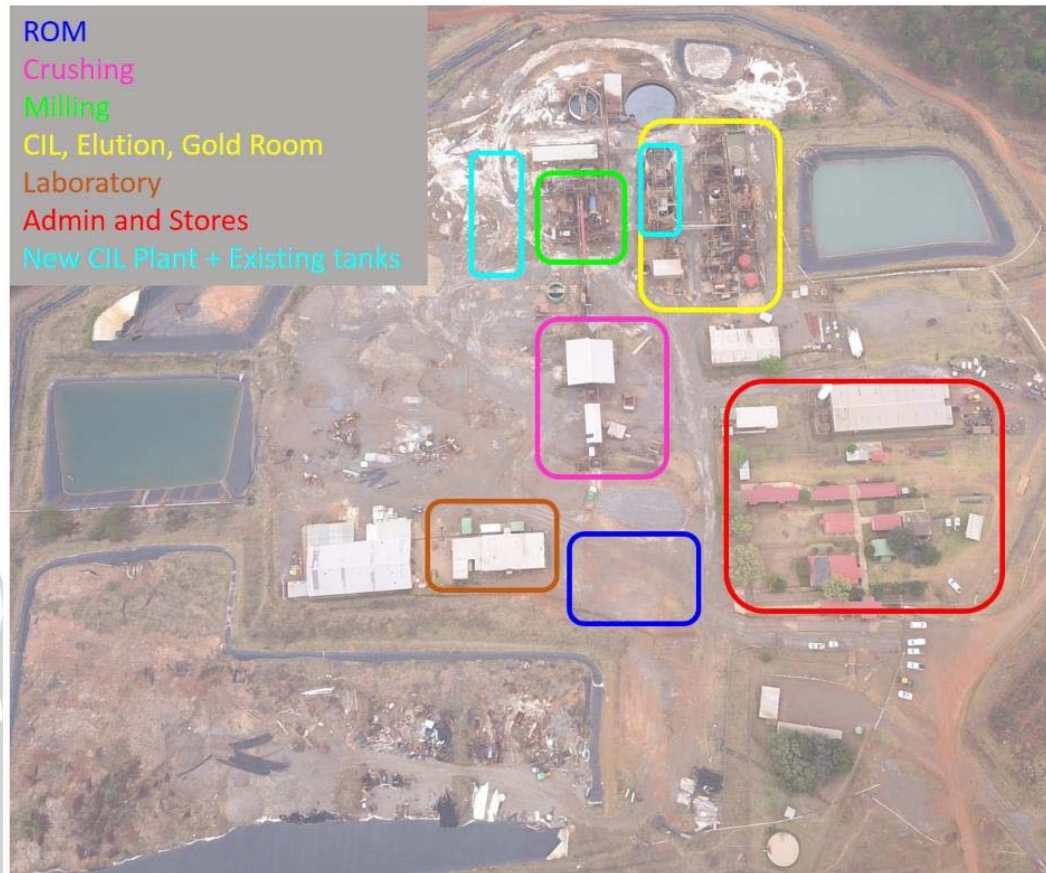 ROM
Crushing
Milling
CIL, Elution, Gold Room
Laboratory
Admin and Stores
New CIL Plant + Existing tanks